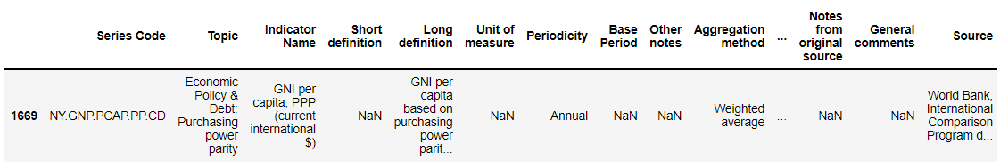 Series Code Topic Indicator Name Short definition Long definition Unit of measure Periodicity Base Period Other notes Aggregation method ... Notes from original source General comments Source
1669 NY.GNP.PCAP.PP.CD Economic Policy & Debt: Purchasing power parity GNI per capita, PPP (current international $) NaN GNI per capita based on purchasing power parit... NaN Annual NaN NaN Weighted average ... NaN NaN World Bank, International Comparison Program d...